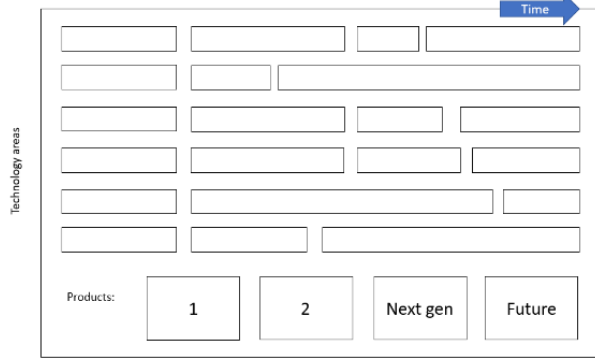 Time
Technology areas
Products:
1
2
Next gen
Future